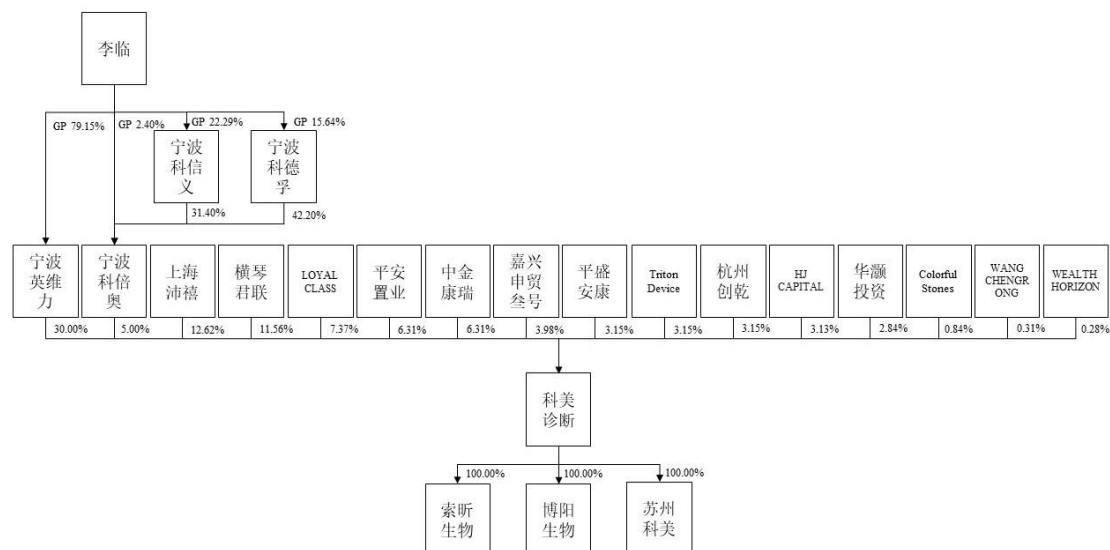 李临
GP 79.15%
GP 2.40%
GP 22.29%
GP 15.64%
宁波
科信
义
宁波
科德
孚
31.40%
42.20%
宁波
英维
力
宁波
科倍
奥
上海
沛禧
横琴
君联
LOYAL
CLASS
平安
置业
中金
康瑞
嘉兴
申贸
叁号
平盛
安康
Triton
Device
杭州
创乾
HJ
CAPITAL
华灏
投资
Colorful
Stones
WANG
CHENGR
ONG
WEALTH
HORIZON
30.00%
5.00%
12.62%
11.56%
7.37%
6.31%
6.31%
3.98%
3.15%
3.15%
3.15%
3.13%
2.84%
0.84%
0.31%
0.28%
科美
诊断
100.00%
100.00%
100.00%
索昕
生物
博阳
生物
苏州
科美